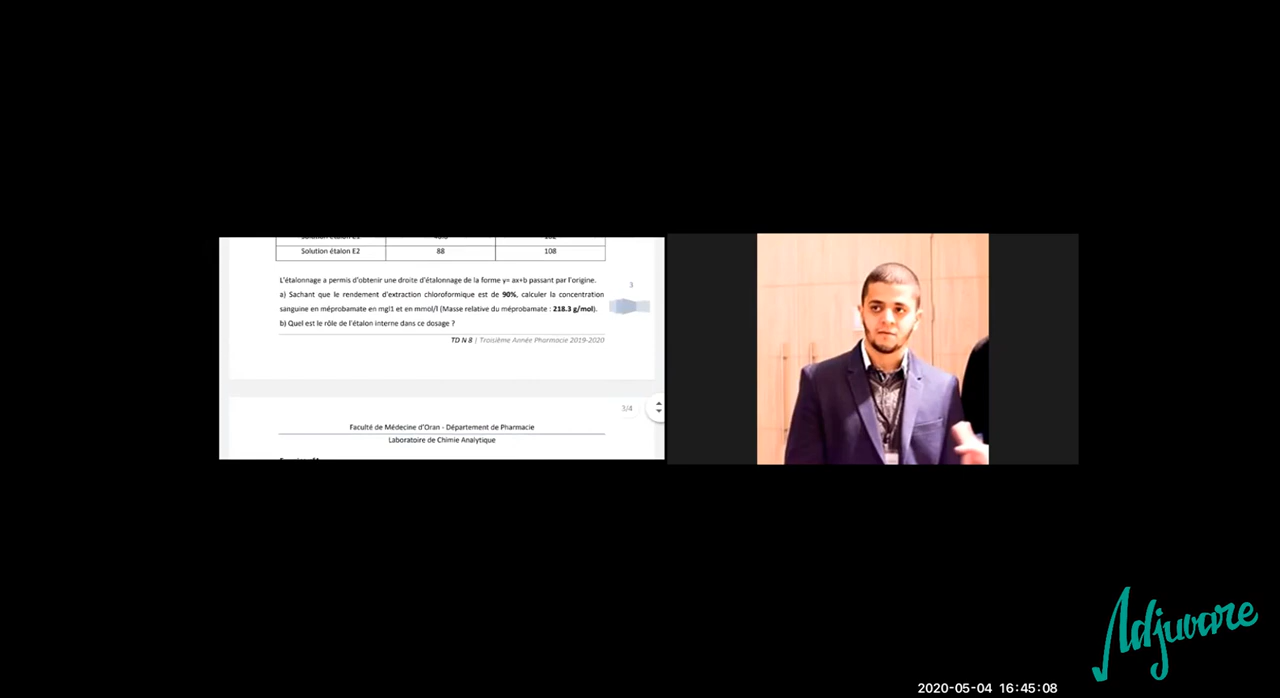 Solution étalon E2 88 108
L'étalonnage a permis d'obtenir une droite d'étalonnage de la forme y= ax+b passant par l'origine.
3
a) Sachant que le rendement d'extraction chloroformique est de 90%, calculer la concentration
sanguine en méprobamate en mgl1 et en mmol/l (Masse relative du méprobamate : 218.3 g/mol).
b) Quel est le rôle de l'étalon interne dans ce dosage ?
TD N 8 | Troisième Année Pharmacie 2019-2020
3/4
Faculté de Médecine d'Oran - Département de Pharmacie
Laboratoire de Chimie Analytique
Adjuvare
2020-05-04 16:45:08